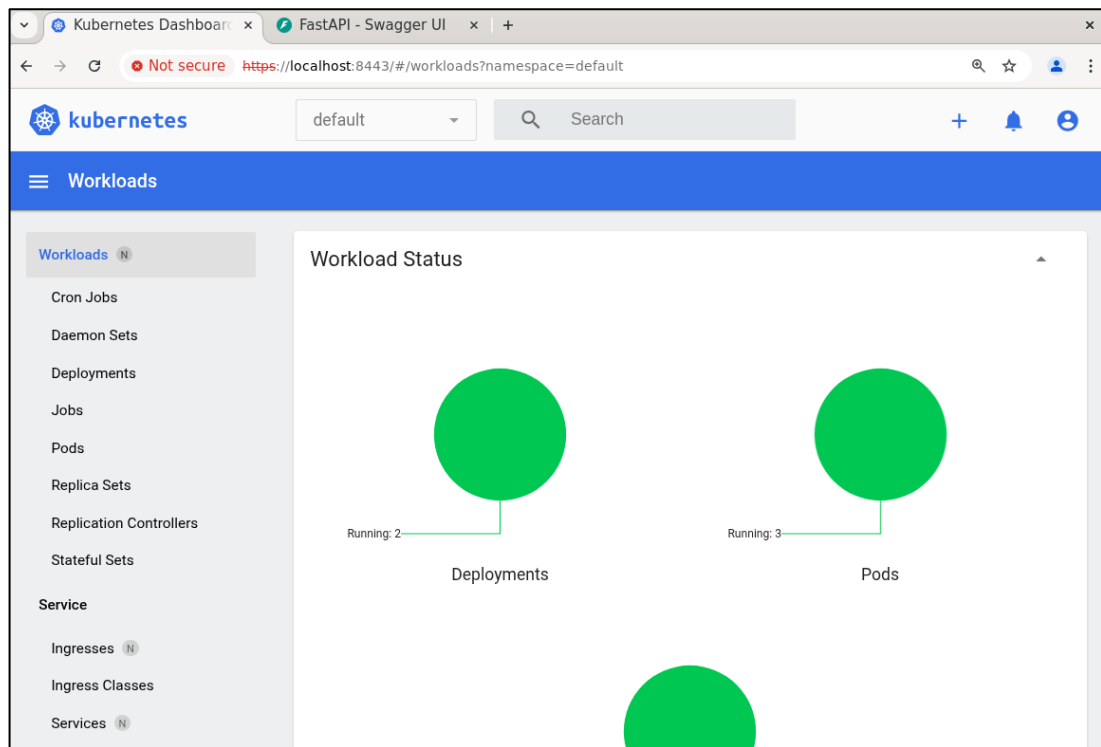 Kubernetes Dashboard
FastAPI - Swagger UI
Not secure https://localhost:8443/#/workloads?namespace=default
kubernetes
default
Search
Workloads
Workloads N
Cron Jobs
Daemon Sets
Deployments
Jobs
Pods
Replica Sets
Replication Controllers
Stateful Sets
Service
Ingresses N
Ingress Classes
Services N
Workload Status
Running: 2
Deployments
Running: 3
Pods